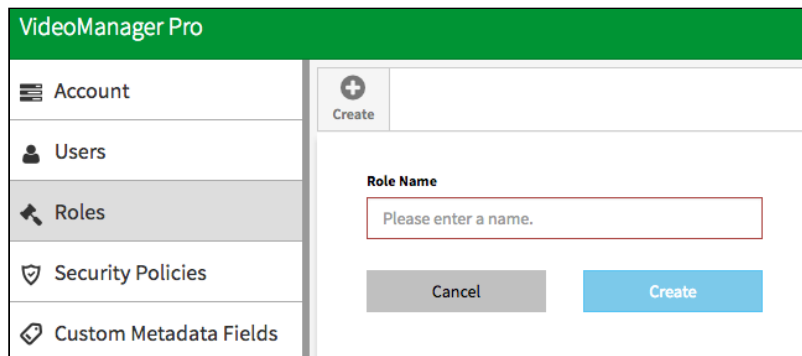 VideoManager Pro
Account
Users
Roles
Security Policies
Custom Metadata Fields
Create
Role Name
Please enter a name.
Cancel
Create